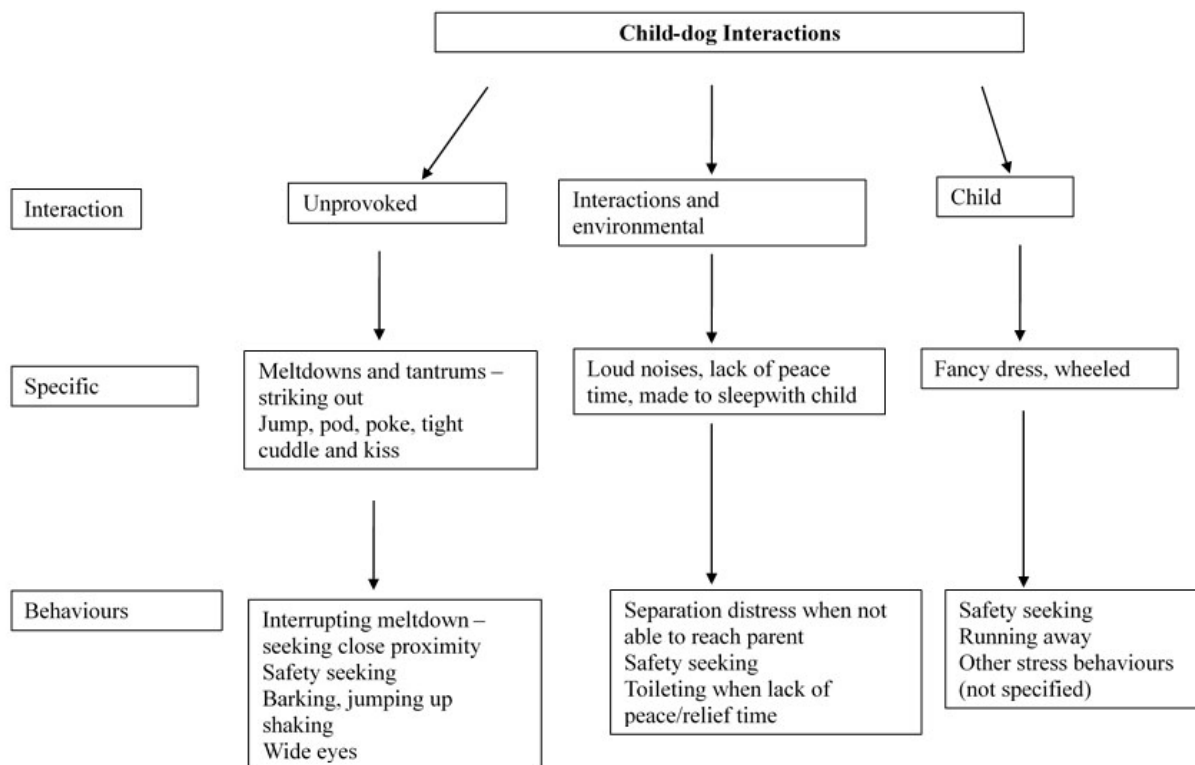 Child-dog Interactions
Interaction
Unprovoked
Interactions and
environmental
Child
Specific
Meltdowns and tantrums –
striking out
Jump, pod, poke, tight
cuddle and kiss
Loud noises, lack of peace
time, made to sleepwith child
Fancy dress, wheeled
Behaviours
Interrupting meltdown –
seeking close proximity
Safety seeking
Barking, jumping up
shaking
Wide eyes
Separation distress when not
able to reach parent
Safety seeking
Toileting when lack of
peace/relief time
Safety seeking
Running away
Other stress behaviours
(not specified)